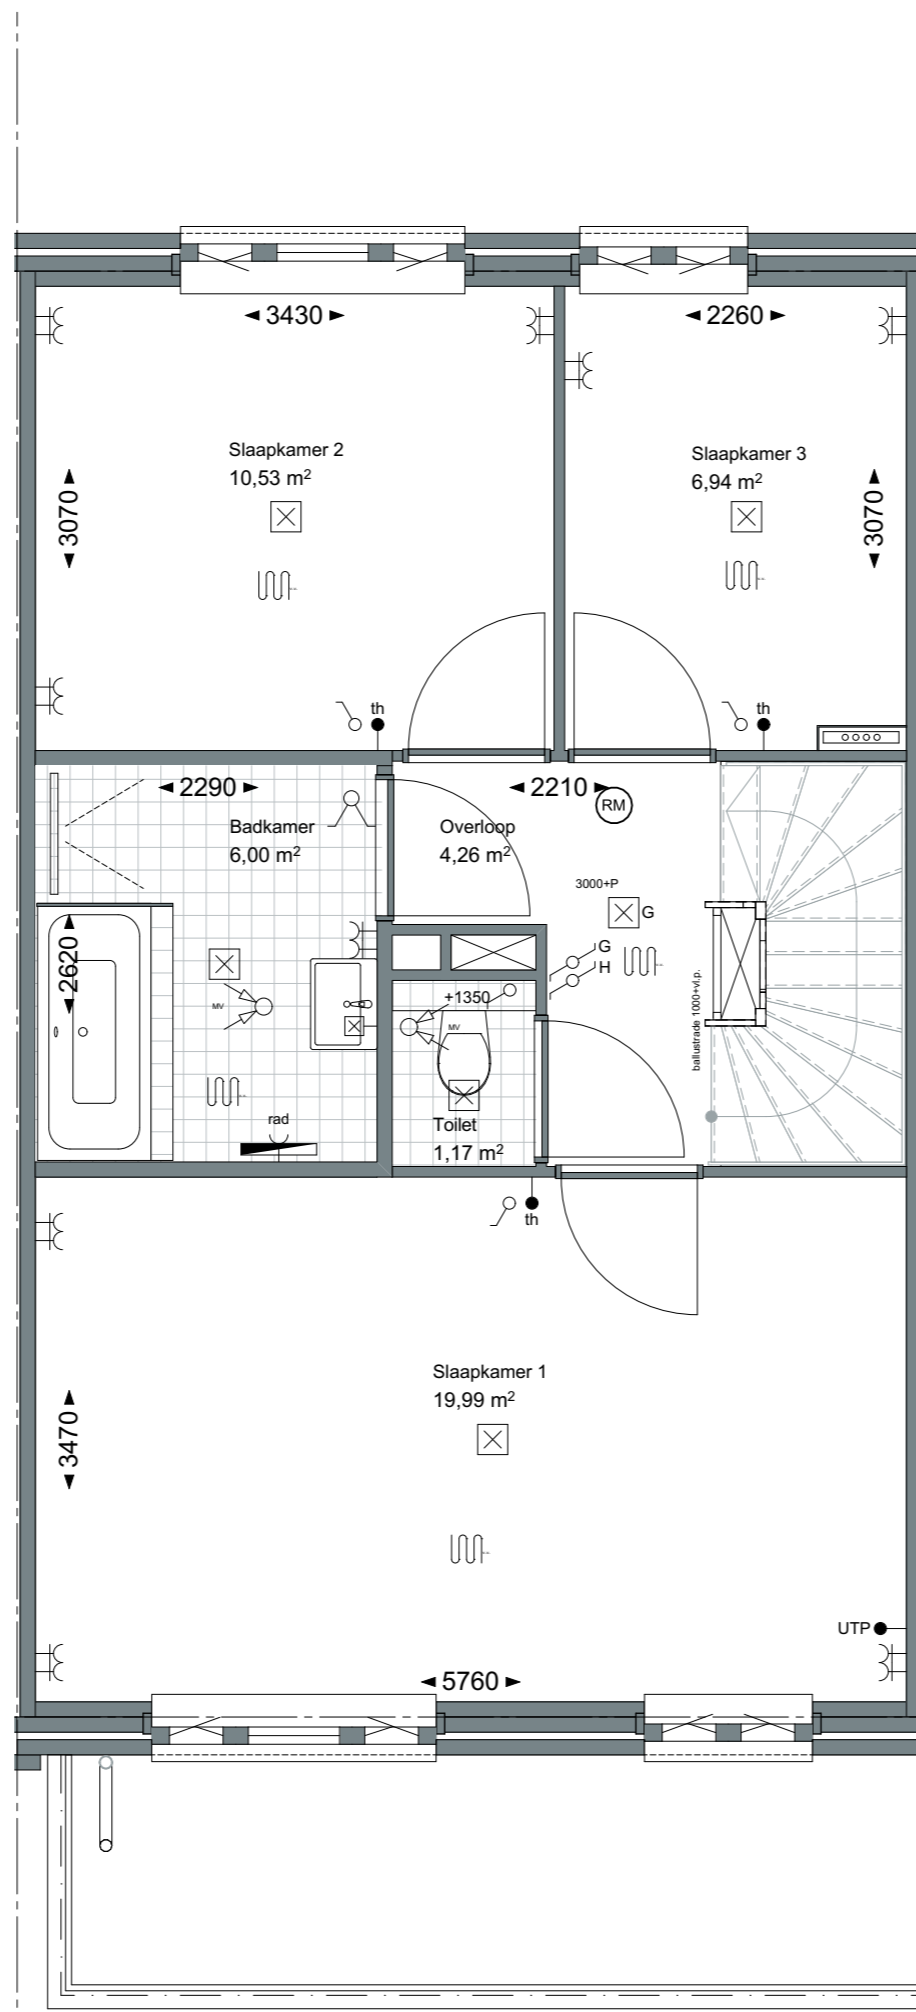 3430
2260
Slaapkamer 2
10,53 m²
Slaapkamer 3
6,94 m²
3070
3070
th
th
2290
2210
RM
Badkamer
6,00 m²
Overloop
4,26 m²
3000+P
G
G
H
2620
MV
+1350
MV
ballustrade 1000+vl.p.
rad
Toilet
1,17 m²
th
Slaapkamer 1
19,99 m²
3470
UTP
5760